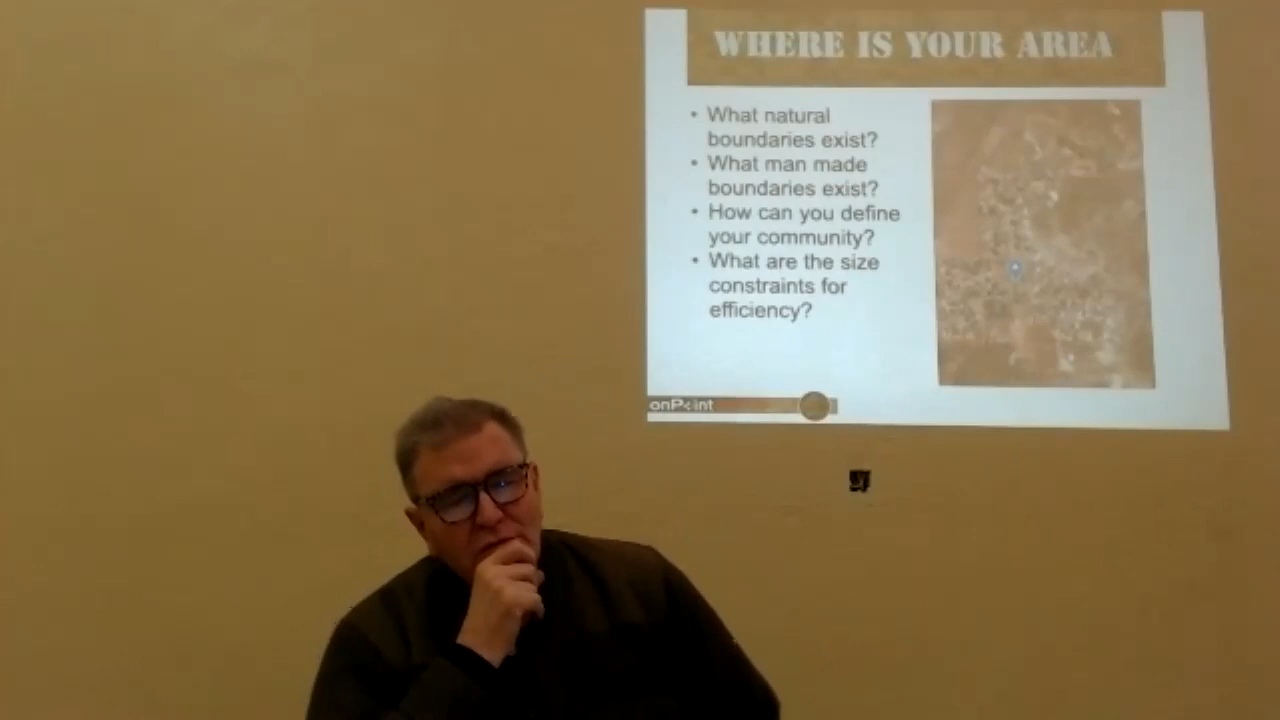 WHERE IS YOUR AREA
• What natural
boundaries exist?
• What man made
boundaries exist?
• How can you define
your community?
• What are the size
constraints for
efficiency?
onPoint